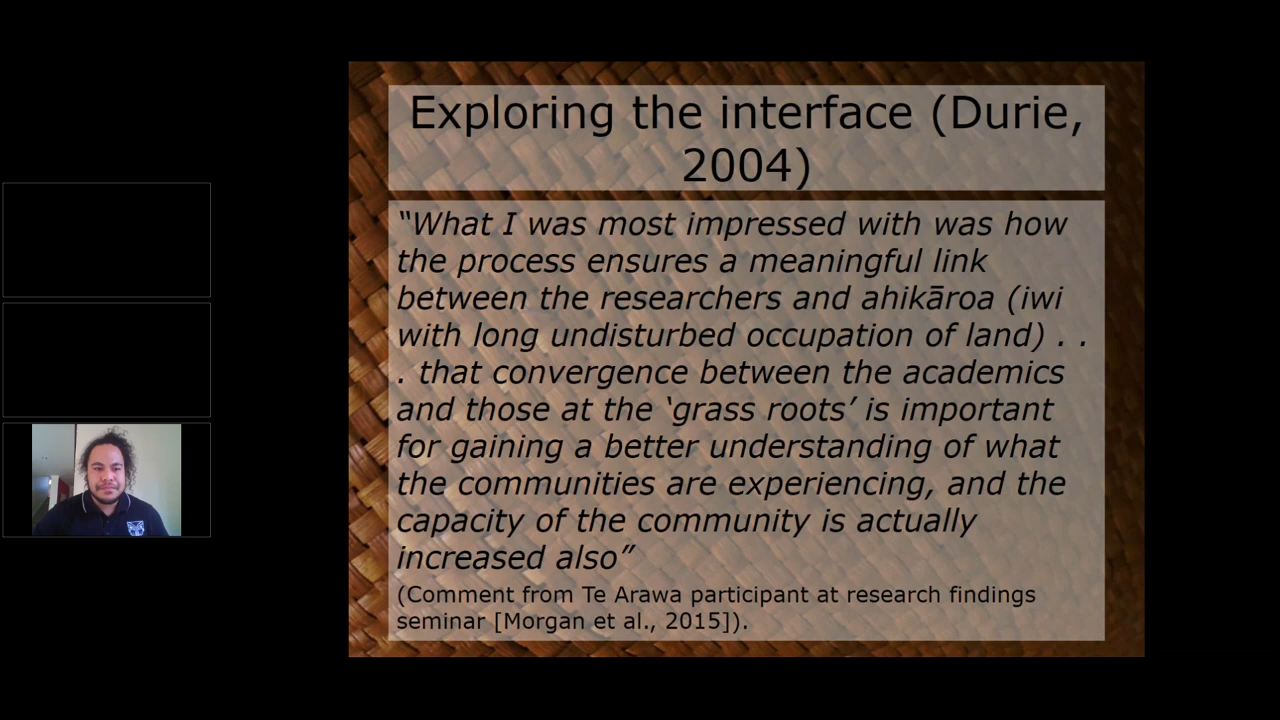 Exploring the interface (Durie,
2004)
“What I was most impressed with was how
the process ensures a meaningful link
between the researchers and ahikāroa (iwi
with long undisturbed occupation of land) . .
. that convergence between the academics
and those at the ‘grass roots’ is important
for gaining a better understanding of what
the communities are experiencing, and the
capacity of the community is actually
increased also”
(Comment from Te Arawa participant at research findings
seminar [Morgan et al., 2015]).